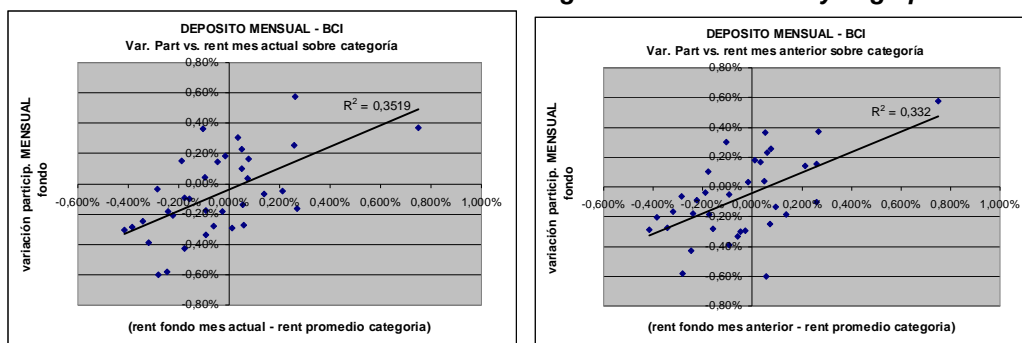 DEPOSITO MENSUAL - BCI
Var. Part vs. rent mes actual sobre categoría
0,80%
0,60%
R² = 0,3519
0,40%
0,20%
0,00%
-0,600% -0,400% -0,200% 0,000% 0,200% 0,400% 0,600% 0,800% 1,000%
-0,20%
-0,40%
-0,60%
-0,80%
variación particip. MENSUAL
fondo
(rent fondo mes actual - rent promedio categoria)
DEPOSITO MENSUAL - BCI
Var. Part vs. rent mes anterior sobre categoría
0,80%
0,60%
R² = 0,332
0,40%
0,20%
0,00%
-0,600% -0,400% -0,200% 0,000% 0,200% 0,400% 0,600% 0,800% 1,000%
-0,20%
-0,40%
-0,60%
-0,80%
variación particip. MENSUAL
fondo
(rent fondo mes anterior - rent promedio categoria)